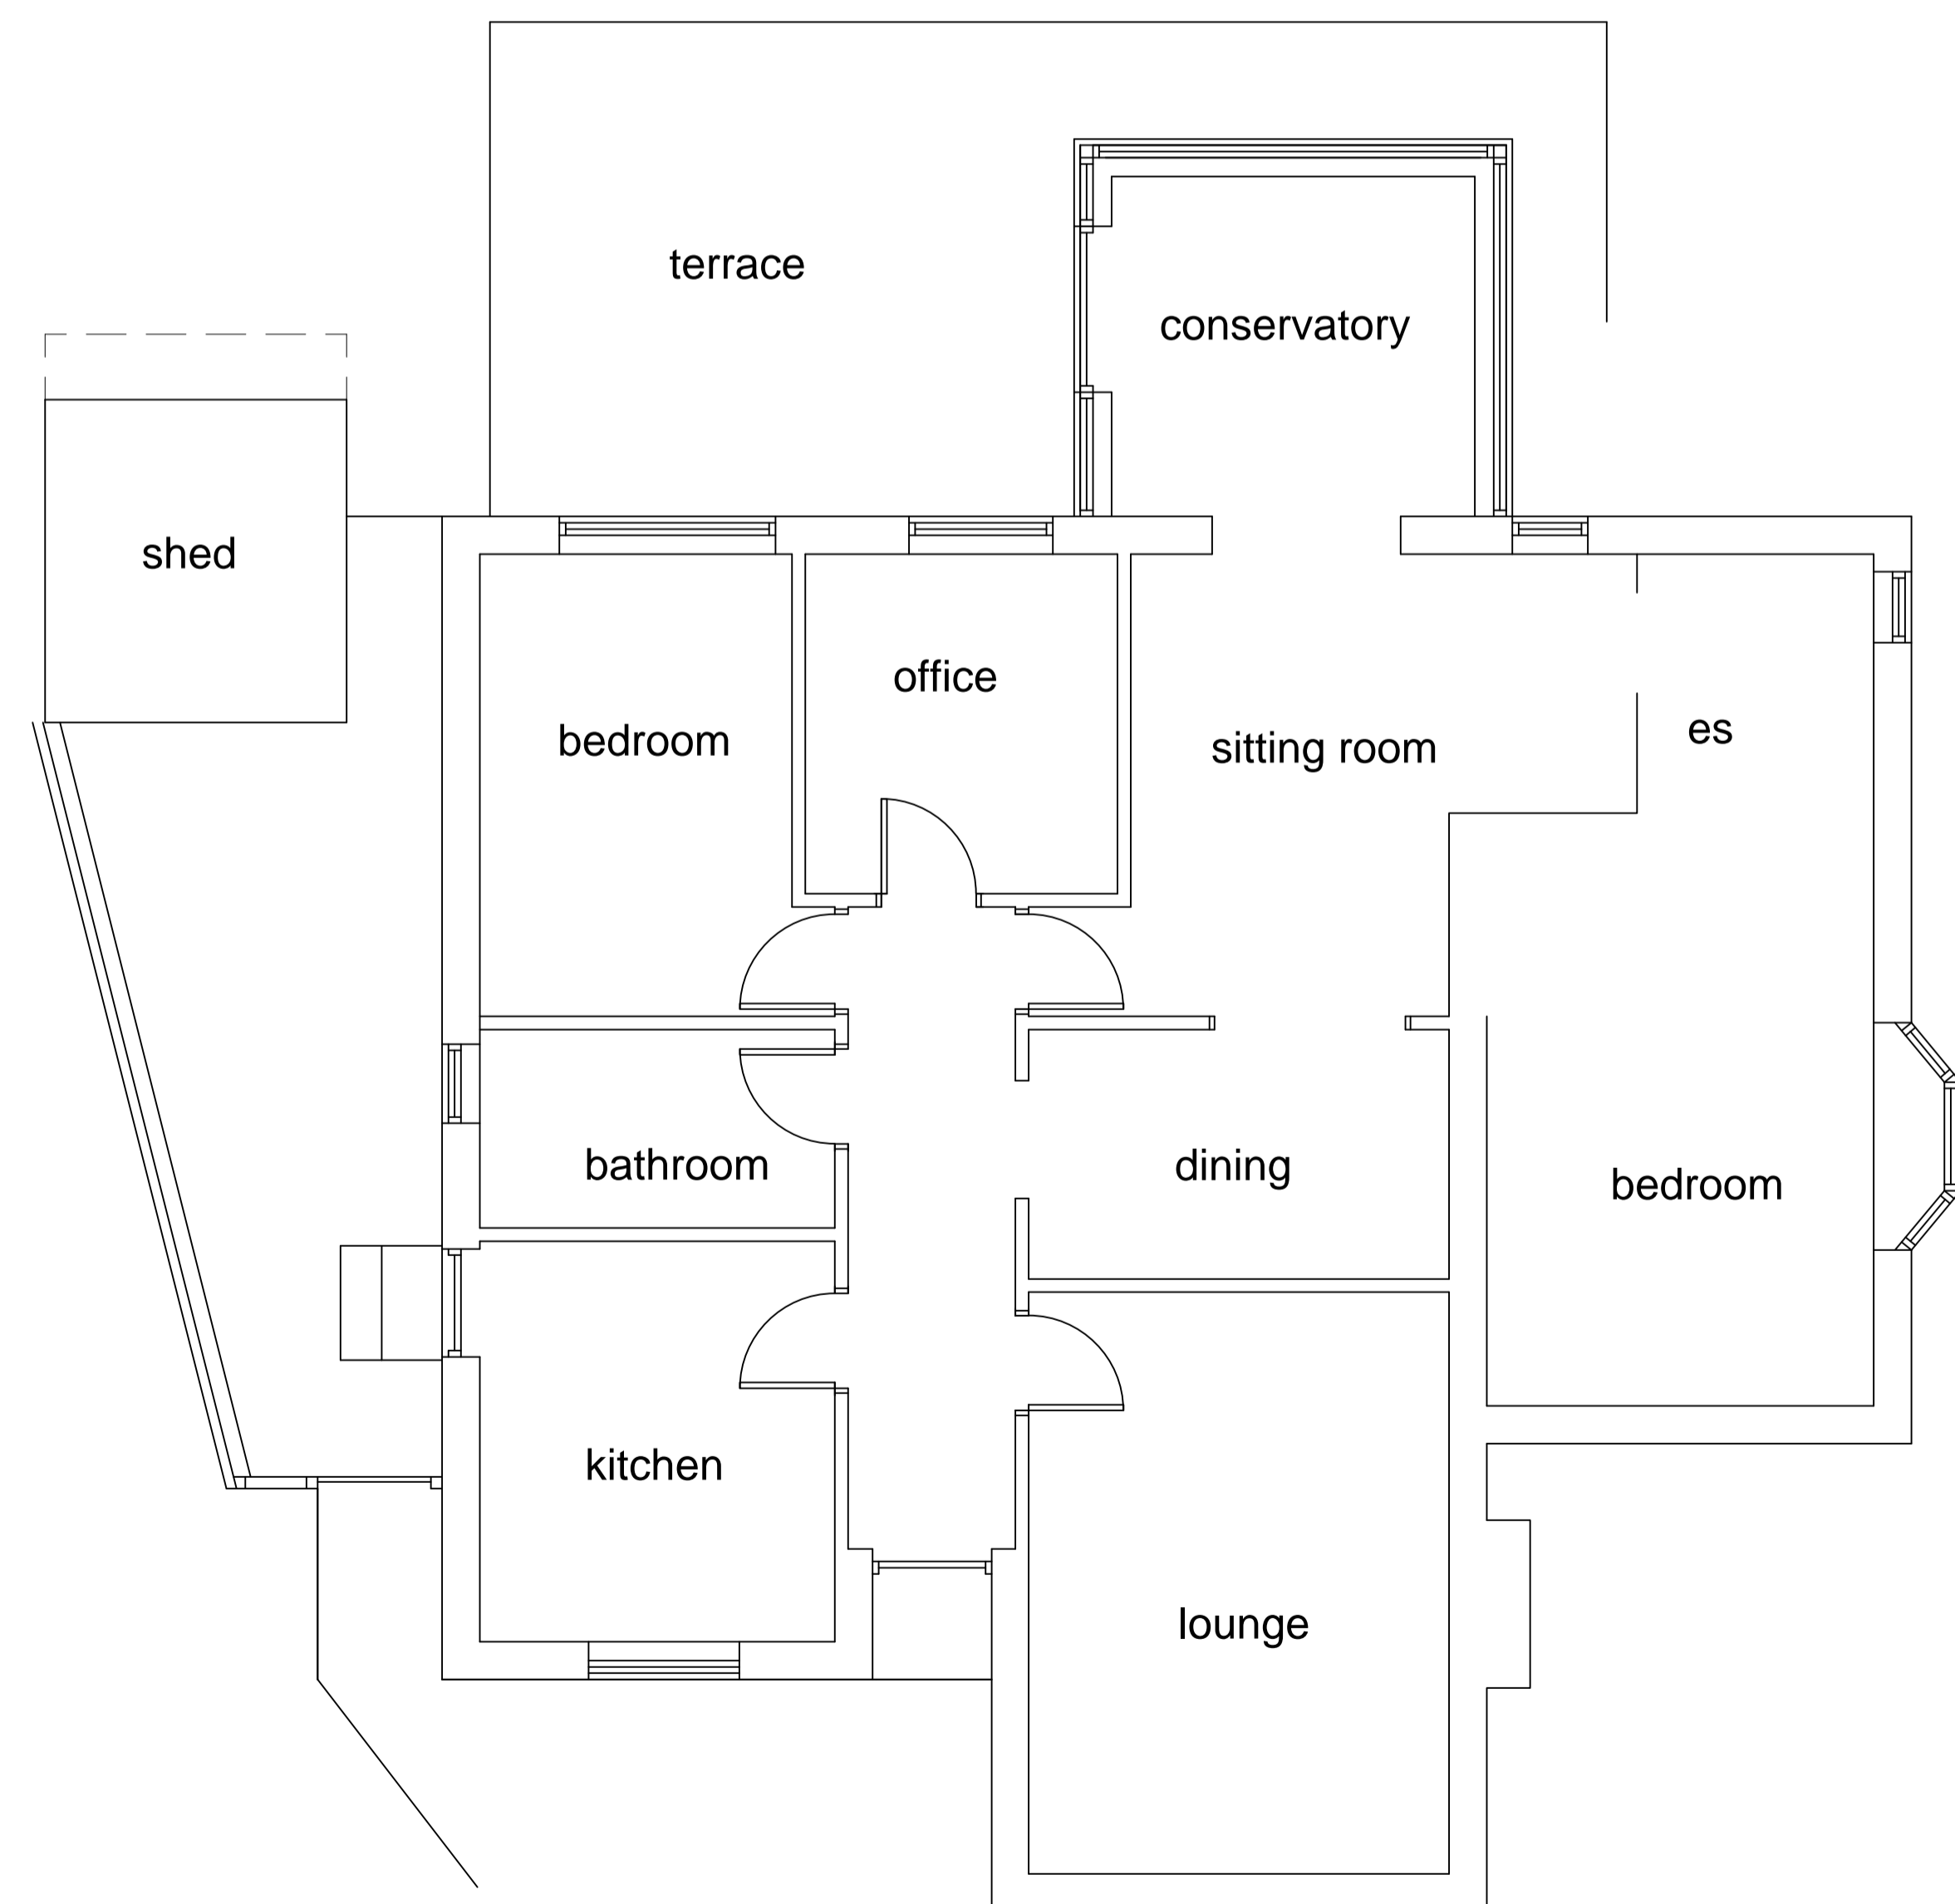 terrace
conservatory
shed
office
bedroom
sitting room
es
bathroom
dining
bedroom
kitchen
lounge